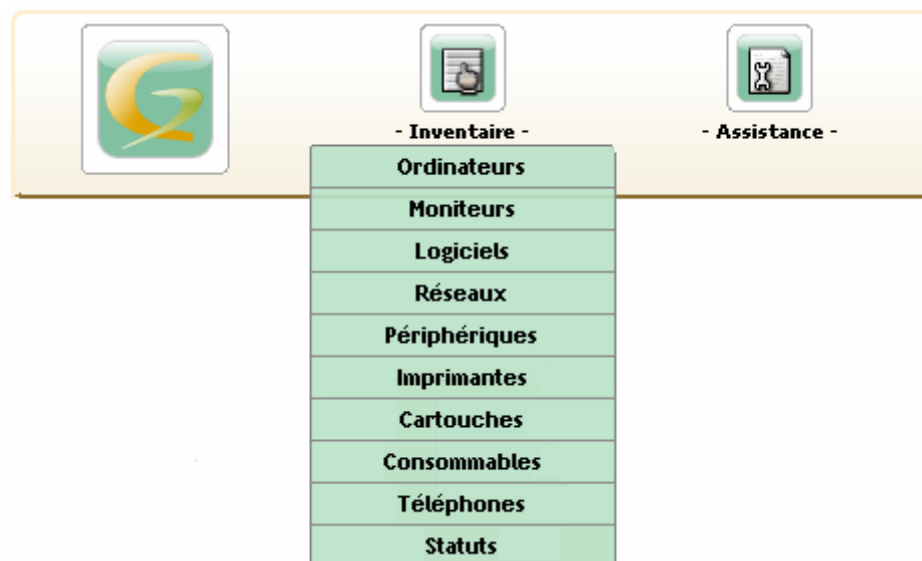 - Inventaire -
- Assistance -
Ordinateurs
Moniteurs
Logiciels
Réseaux
Périphériques
Imprimantes
Cartouches
Consommables
Téléphones
Statuts